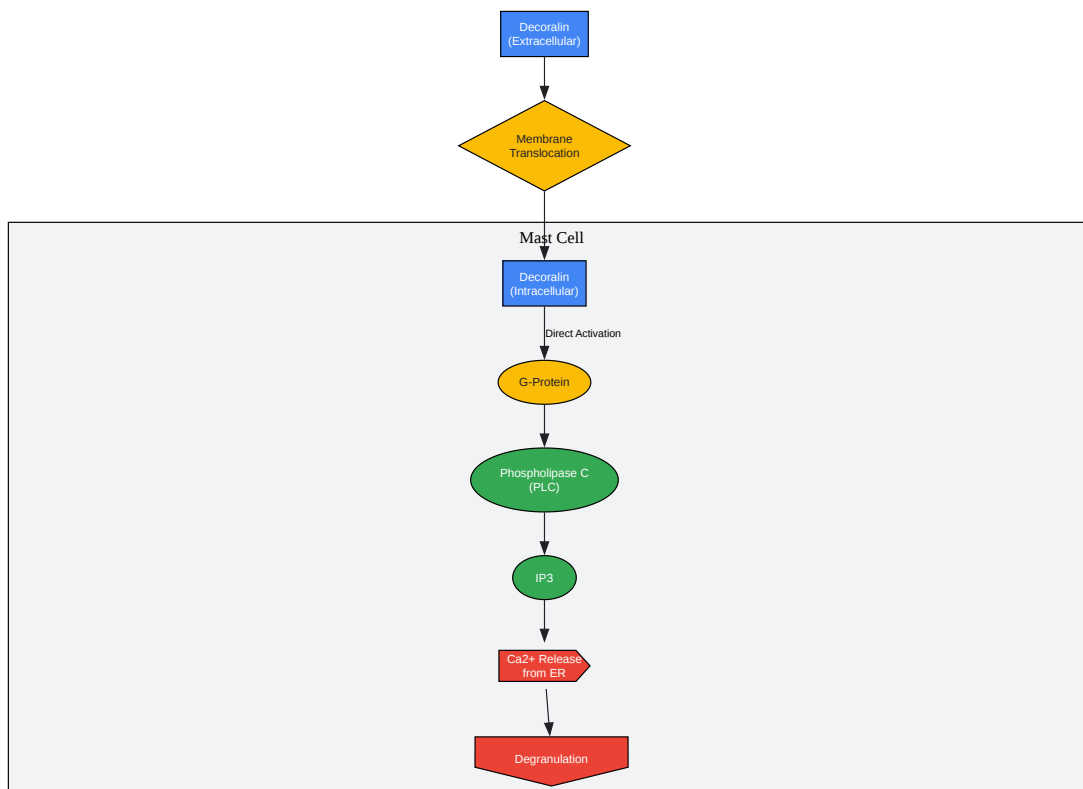 Decoralin
(Extracellular)
Membrane
Translocation
Mast Cell
Decoralin
(Intracellular)
Direct Activation
G-Protein
Phospholipase C
(PLC)
IP3
Ca2+ Release
from ER
Degranulation